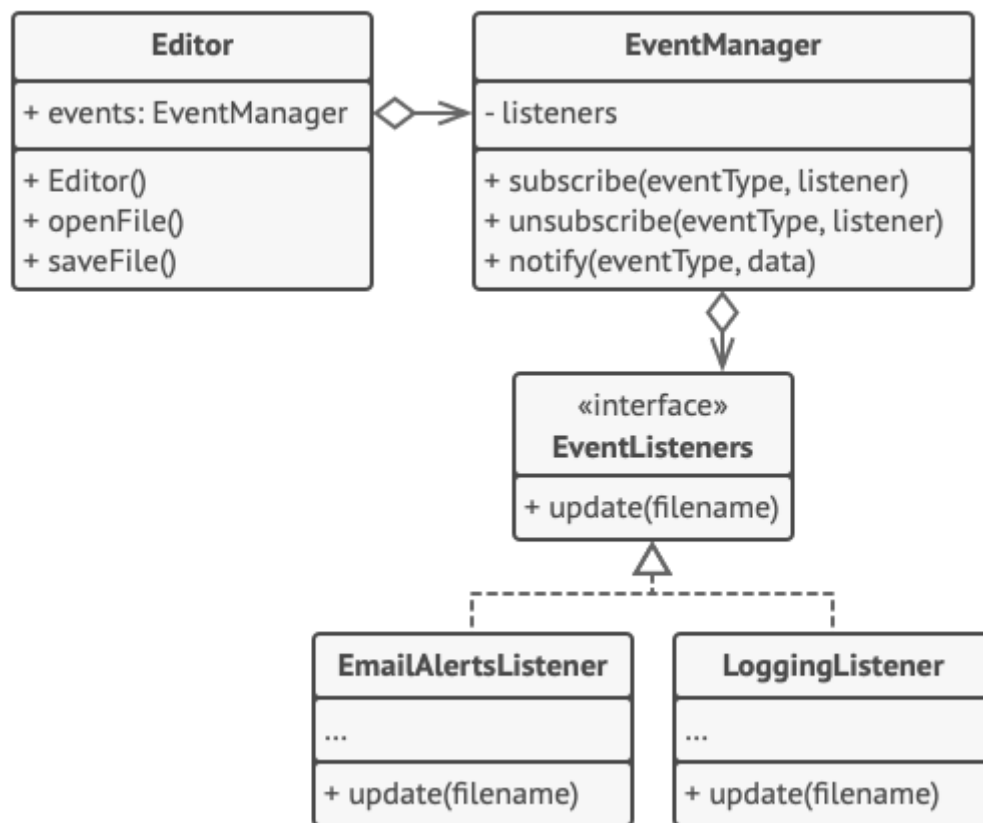 Editor
+ events: EventManager
+ Editor()
+ openFile()
+ saveFile()
EventManager
- listeners
+ subscribe(eventType, listener)
+ unsubscribe(eventType, listener)
+ notify(eventType, data)
«interface»
EventListeners
+ update(filename)
EmailAlertsListener
...
+ update(filename)
LoggingListener
...
+ update(filename)